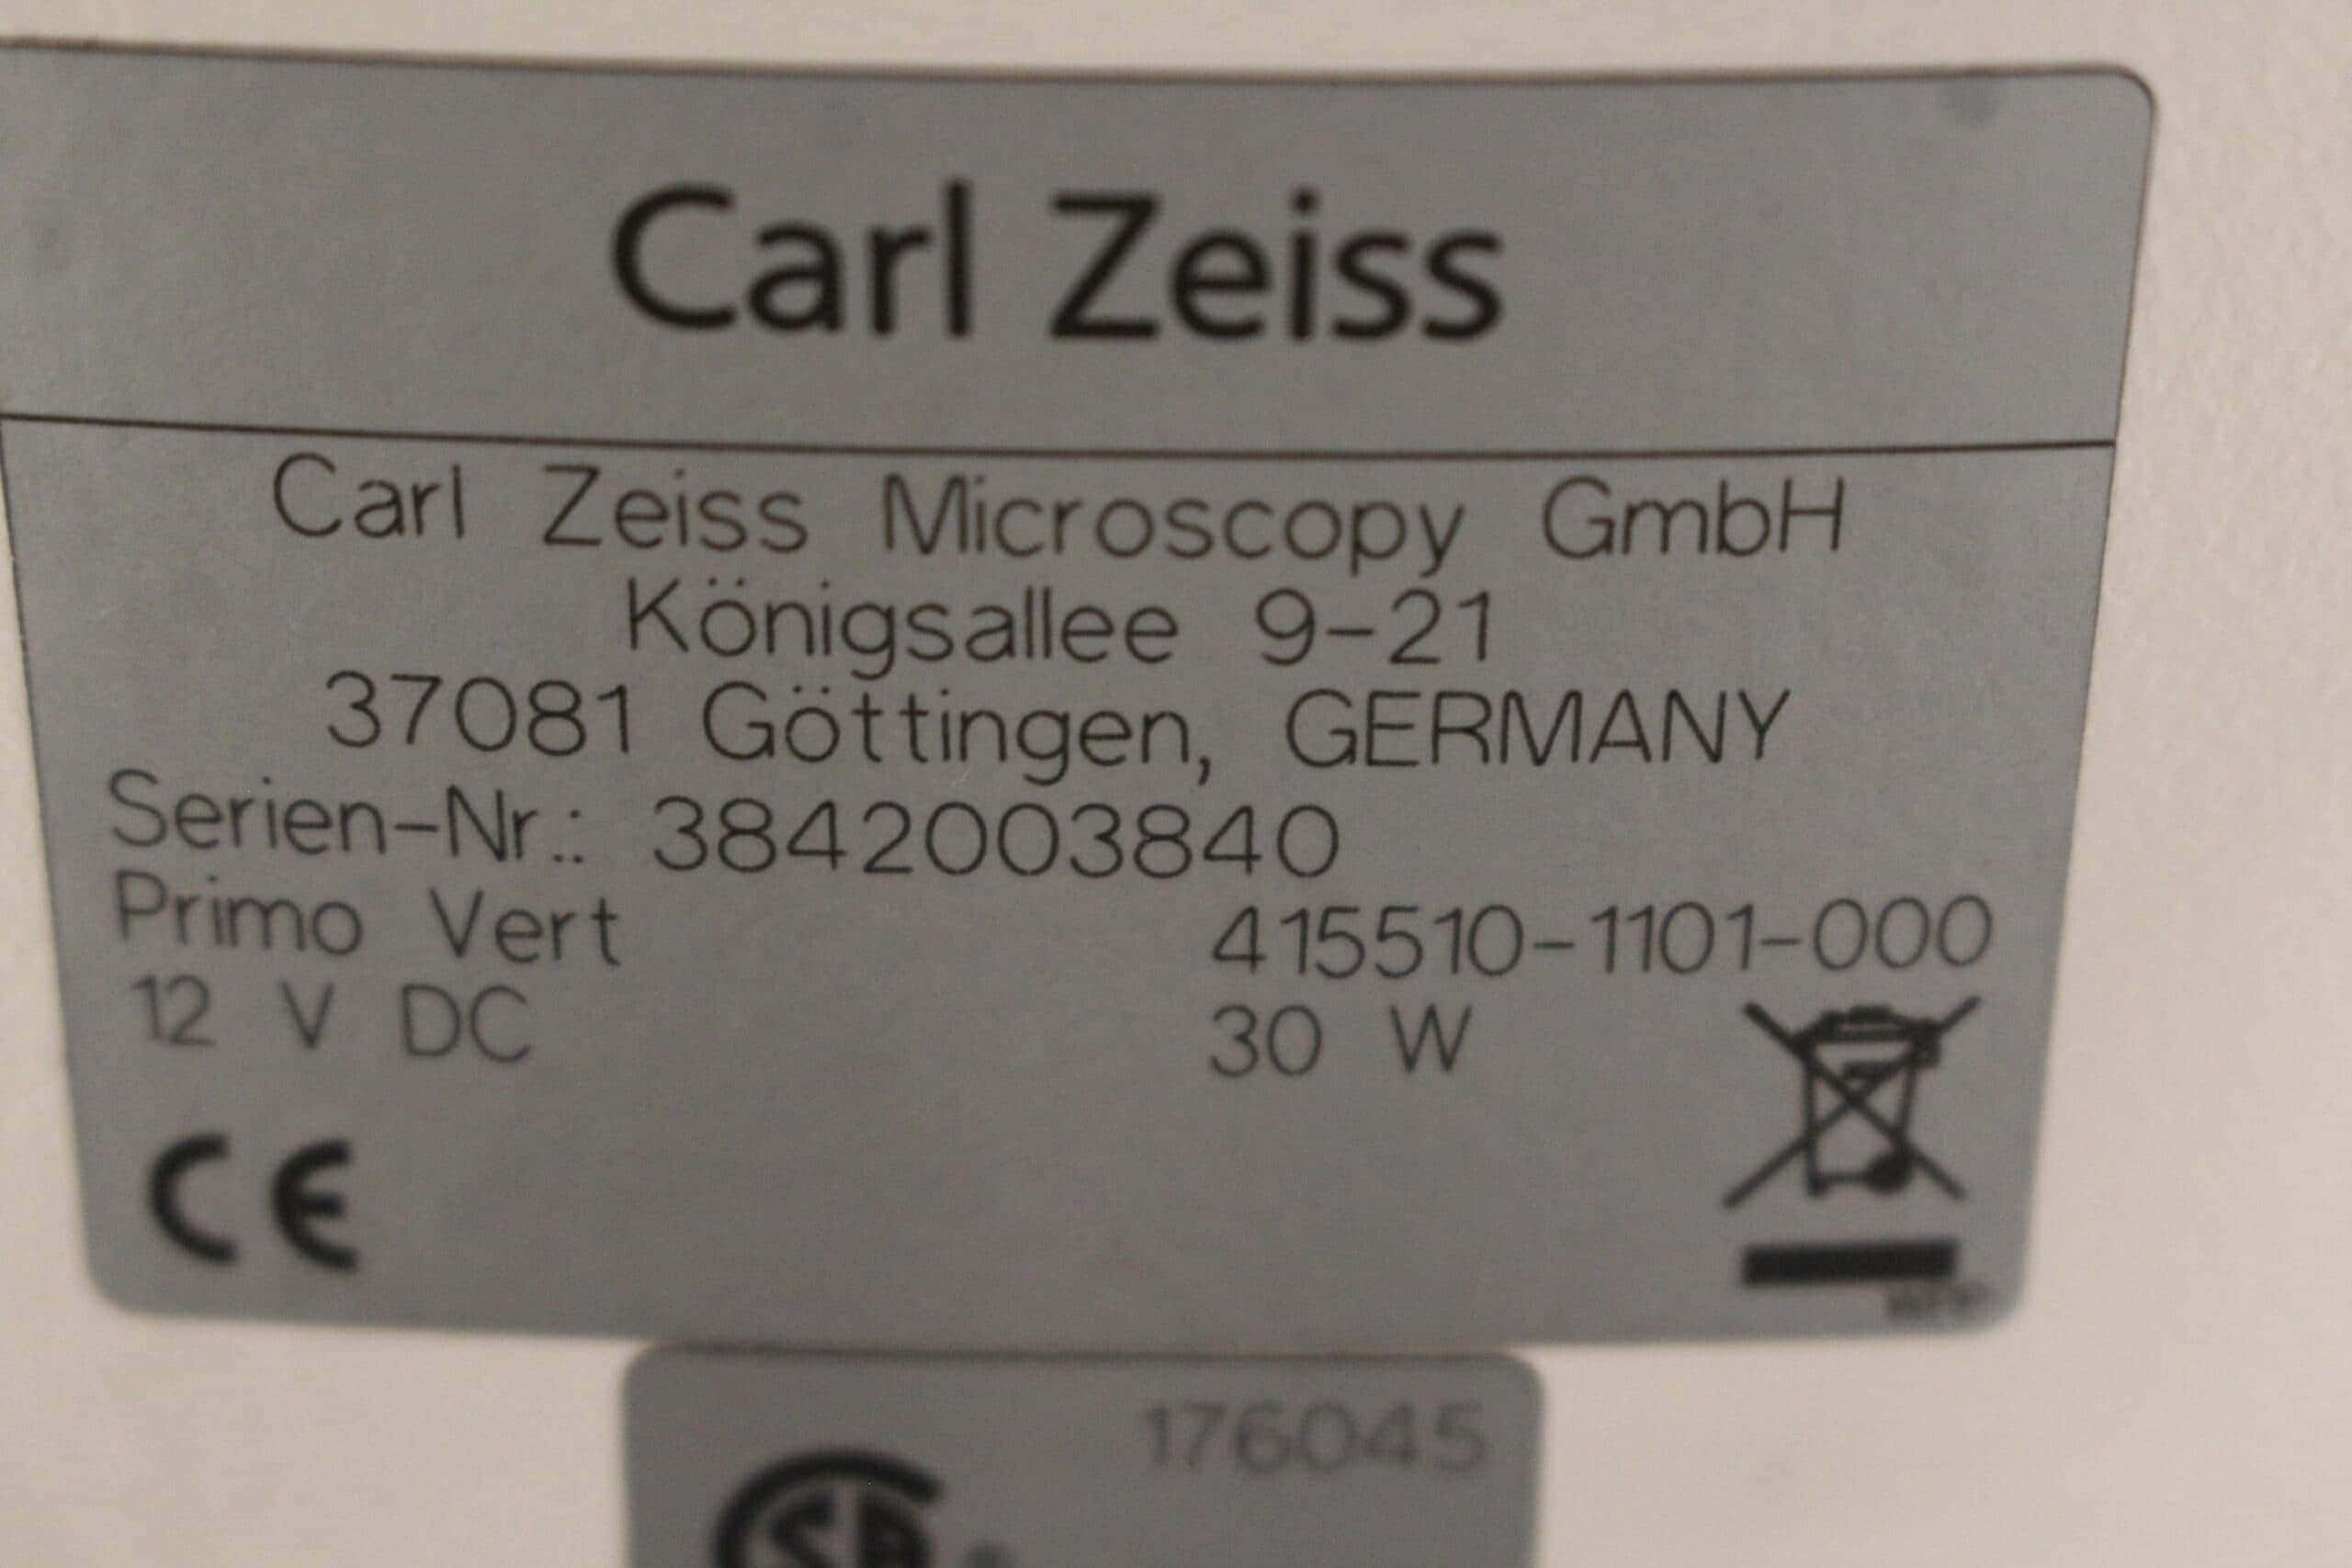 Carl Zeiss
Carl Zeiss Microscopy GmbH
Königsallee 9-21
37081 Göttingen, GERMANY
Serien-Nr.: 3842003840
Primo Vert 415510-1101-000
12 V DC 30 W
CE
176045